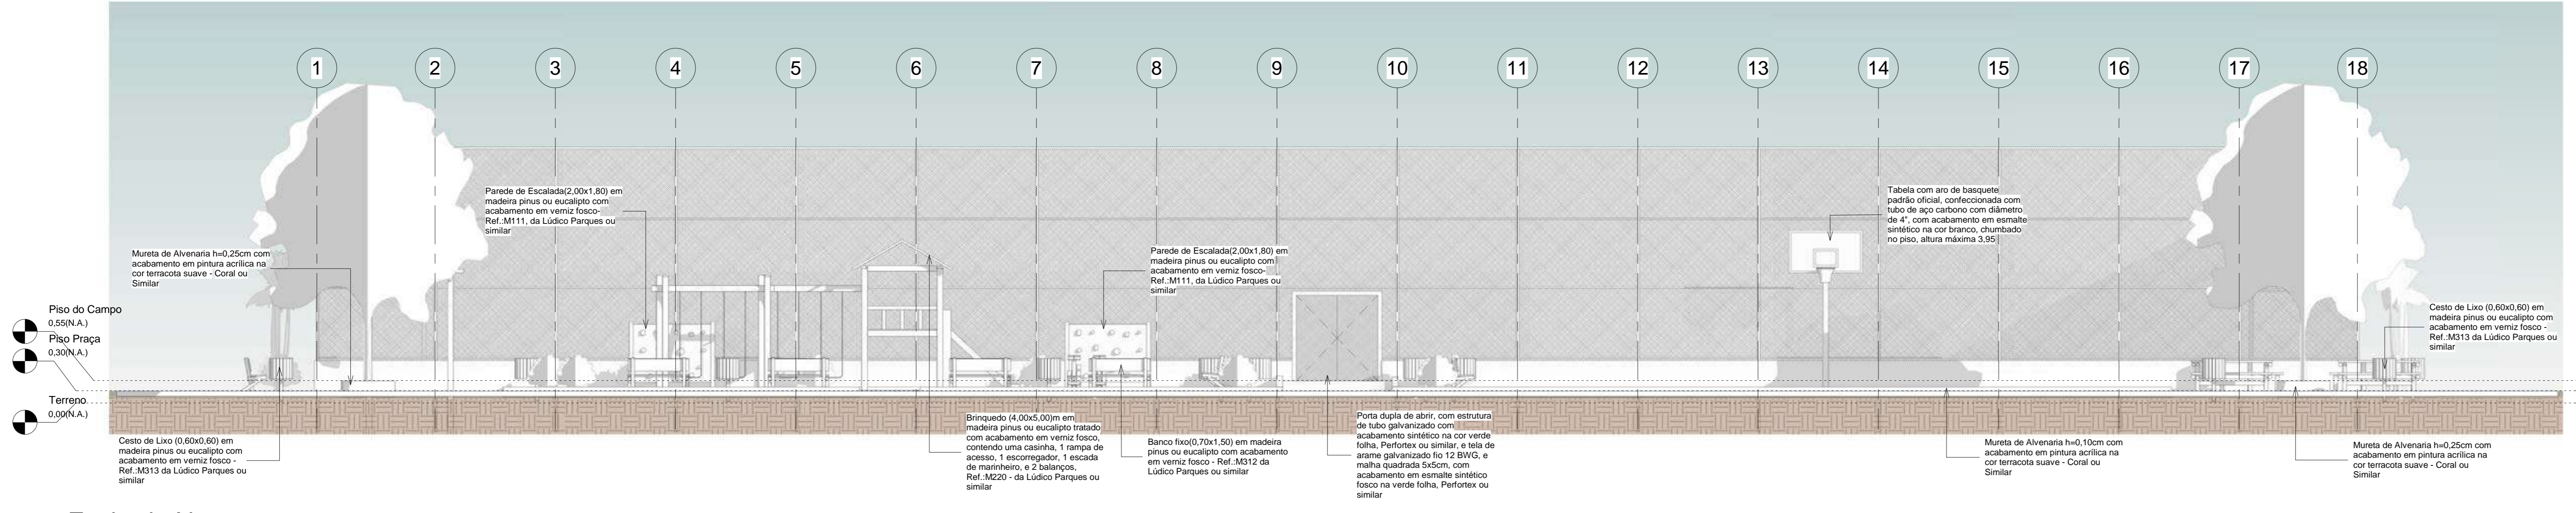 1
2
3
4
5
6
7
8
9
10
11
12
13
14
15
16
17
18
Parede de Escalada(2,00x1,80) em
madeira pinus ou eucalipto com
acabamento em verniz fosco-
Ref.:M111, da Lúdico Parques ou
similar
Tabela com aro de basquete
padrão oficial, confeccionada com
tubo de aço carbono com diâmetro
de 4", com acabamento em esmalte
sintético na cor branco, chumbado
no piso, altura máxima 3,95
Mureta de Alvenaria h=0,25cm com
acabamento em pintura acrílica na
cor terracota suave - Coral ou
Similar
Parede de Escalada(2,00x1,80) em
madeira pinus ou eucalipto com
acabamento em verniz fosco-
Ref.:M111, da Lúdico Parques ou
similar
Piso do Campo
0,55(N.A.)
Piso Praça
0,30(N.A.)
Terreno
0,00(N.A.)
Cesto de Lixo (0,60x0,60) em
madeira pinus ou eucalipto com
acabamento em verniz fosco -
Ref.:M313 da Lúdico Parques ou
similar
Cesto de Lixo (0,60x0,60) em
madeira pinus ou eucalipto com
acabamento em verniz fosco -
Ref.:M313 da Lúdico Parques ou
similar
Brinquedo (4,00x5,00)m em
madeira pinus ou eucalipto tratado
com acabamento em verniz fosco,
contendo uma casinha, 1 rampa de
acesso, 1 escorregador, 1 escada
de marinheiro, e 2 balanços,
Ref.:M220 - da Lúdico Parques ou
similar
Banco fixo(0,70x1,50) em madeira
pinus ou eucalipto com acabamento
em verniz fosco - Ref.:M312 da
Lúdico Parques ou similar
Porta dupla de abrir, com estrutura
de tubo galvanizado com
acabamento sintético na cor verde
folha, Perfortex ou similar, e tela de
arame galvanizado fio 12 BWG, e
malha quadrada 5x5cm, com
acabamento em esmalte sintético
fosco na verde folha, Perfortex ou
similar
Mureta de Alvenaria h=0,10cm com
acabamento em pintura acrílica na
cor terracota suave - Coral ou
Similar
Mureta de Alvenaria h=0,25cm com
acabamento em pintura acrílica na
cor terracota suave - Coral ou
Similar